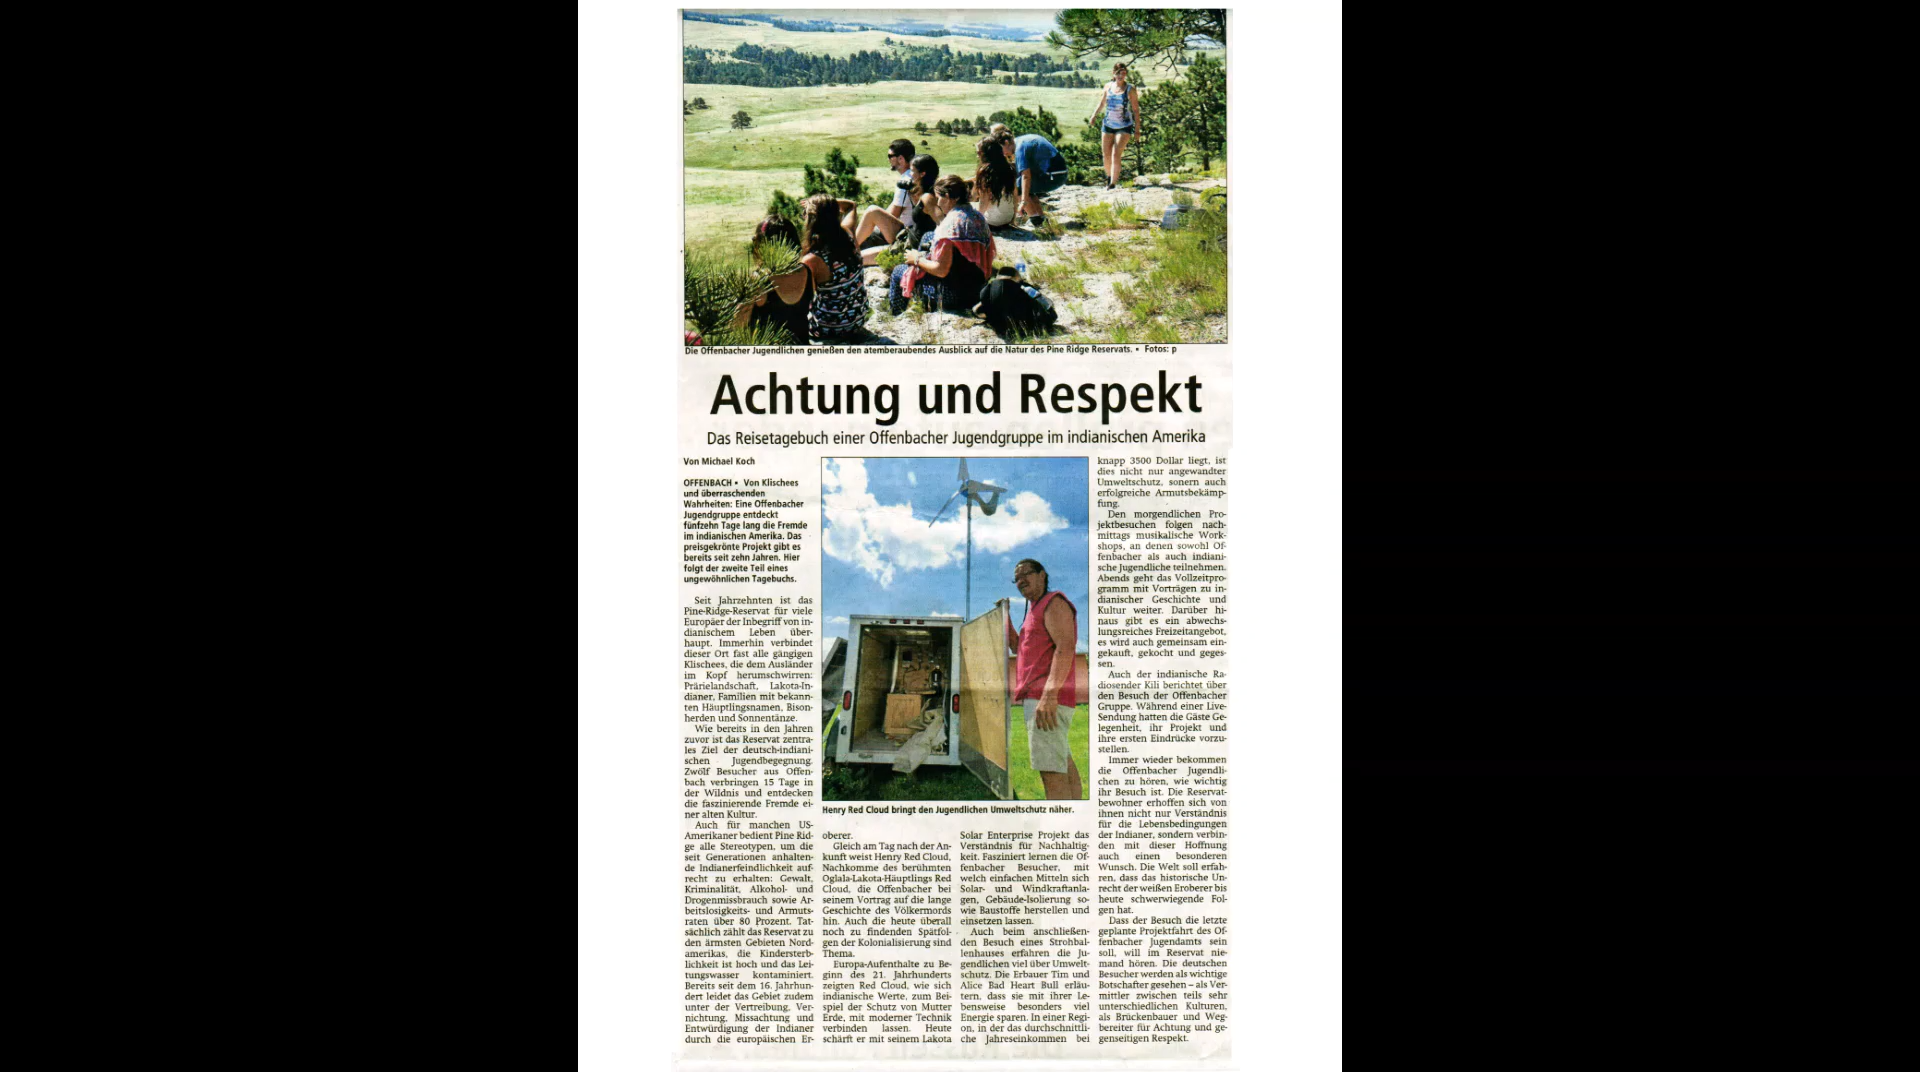 Die Offenbacher Jugendlichen genießen den atemberaubendes Ausblick auf die Natur des Pine Ridge Reservats. • Fotos: p
Achtung und Respekt
Das Reisetagebuch einer Offenbacher Jugendgruppe im indianischen Amerika
Von Michael Koch
OFFENBACH • Von Klischees
und überraschenden
Wahrheiten: Eine Offenbacher
Jugendgruppe entdeckt
fünfzehn Tage lang die Fremde
im indianischen Amerika. Das
preisgekrönte Projekt gibt es
bereits seit zehn Jahren. Hier
folgt der zweite Teil eines
ungewöhnlichen Tagebuchs.
Seit Jahrzehnten ist das
Pine-Ridge-Reservat für viele
Europäer der Inbegriff von in-
dianischem Leben über-
haupt. Immerhin verbindet
dieser Ort fast alle gängigen
Klischees, die dem Ausländer
im Kopf herumschwirren:
Prärielandschaft, Lakota-In-
dianer, Familien mit bekann-
ten Häuptlingsnamen, Bison-
herden und Sonnentänze.
Wie bereits in den Jahren
zuvor ist das Reservat zentra-
les Ziel der deutsch-indiani-
schen Jugendbegegnung.
Zwölf Besucher aus Offen-
bach verbringen 15 Tage in
der Wildnis und entdecken
die faszinierende Fremde ei-
ner alten Kultur.
Auch für manchen US-
Amerikaner bedient Pine Rid-
ge alle Stereotypen, um die
seit Generationen anhalten-
de Indianerfeindlichkeit auf-
recht zu erhalten: Gewalt,
Kriminalität, Alkohol- und
Drogenmissbrauch sowie Ar-
beitslosigkeits- und Armuts-
raten über 80 Prozent. Tat-
sächlich zählt das Reservat zu
den ärmsten Gebieten Nord-
amerikas, die Kindersterb-
lichkeit ist hoch und das Lei-
tungswasser kontaminiert.
Bereits seit dem 16. Jahrhun-
dert leidet das Gebiet zudem
unter der Vertreibung, Ver-
nichtung, Missachtung und
Entwürdigung der Indianer
durch die europäischen Er-
Henry Red Cloud bringt den Jugendlichen Umweltschutz näher.
oberer.
Gleich am Tag nach der An-
kunft weist Henry Red Cloud,
Nachkomme des berühmten
Oglala-Lakota-Häuptlings Red
Cloud, die Offenbacher bei
seinem Vortrag auf die lange
Geschichte des Völkermords
hin. Auch die heute überall
noch zu findenden Spätfol-
gen der Kolonialisierung sind
Thema.
Europa-Aufenthalte zu Be-
ginn des 21. Jahrhunderts
zeigten Red Cloud, wie sich
indianische Werte, zum Bei-
spiel der Schutz von Mutter
Erde, mit moderner Technik
verbinden lassen. Heute
schärft er mit seinem Lakota
Solar Enterprise Projekt das
Verständnis für Nachhaltig-
keit. Fasziniert lernen die Of-
fenbacher Besucher, mit
welch einfachen Mitteln sich
Solar- und Windkraftanla-
gen, Gebäude-Isolierung so-
wie Baustoffe herstellen und
einsetzen lassen.
Auch beim anschließen-
den Besuch eines Strohbal-
lenhauses erfahren die Ju-
gendlichen viel über Umwelt-
schutz. Die Erbauer Tim und
Alice Bad Heart Bull erläu-
tern, dass sie mit ihrer Le-
bensweise besonders viel
Energie sparen. In einer Regi-
on, in der das durchschnittli-
che Jahreseinkommen bei
knapp 3500 Dollar liegt, ist
dies nicht nur angewandter
Umweltschutz, sonern auch
erfolgreiche Armutsbekämp-
fung.
Den morgendlichen Pro-
jektbesuchen folgen nach-
mittags musikalische Work-
shops, an denen sowohl Of-
fenbacher als auch indiani-
sche Jugendliche teilnehmen.
Abends geht das Vollzeitpro-
gramm mit Vorträgen zu in-
dianischer Geschichte und
Kultur weiter. Darüber hi-
naus gibt es ein abwechs-
lungsreiches Freizeitangebot,
es wird auch gemeinsam ein-
gekauft, gekocht und geges-
sen.
Auch der indianische Ra-
diosender Kili berichtet über
den Besuch der Offenbacher
Gruppe. Während einer Live-
Sendung hatten die Gäste Ge-
legenheit, ihr Projekt und
ihre ersten Eindrücke vorzu-
stellen.
Immer wieder bekommen
die Offenbacher Jugendli-
chen zu hören, wie wichtig
ihr Besuch ist. Die Reservat-
bewohner erhoffen sich von
ihnen nicht nur Verständnis
für die Lebensbedingungen
der Indianer, sondern verbin-
den mit dieser Hoffnung
auch einen besonderen
Wunsch. Die Welt soll erfah-
ren, dass das historische Un-
recht der weißen Eroberer bis
heute schwerwiegende Fol-
gen hat.
Dass der Besuch die letzte
geplante Projektfahrt des Of-
fenbacher Jugendamts sein
soll, will im Reservat nie-
mand hören. Die deutschen
Besucher werden als wichtige
Botschafter gesehen – als Ver-
mittler zwischen teils sehr
unterschiedlichen Kulturen,
als Brückenbauer und Weg-
bereiter für Achtung und ge-
genseitigen Respekt.